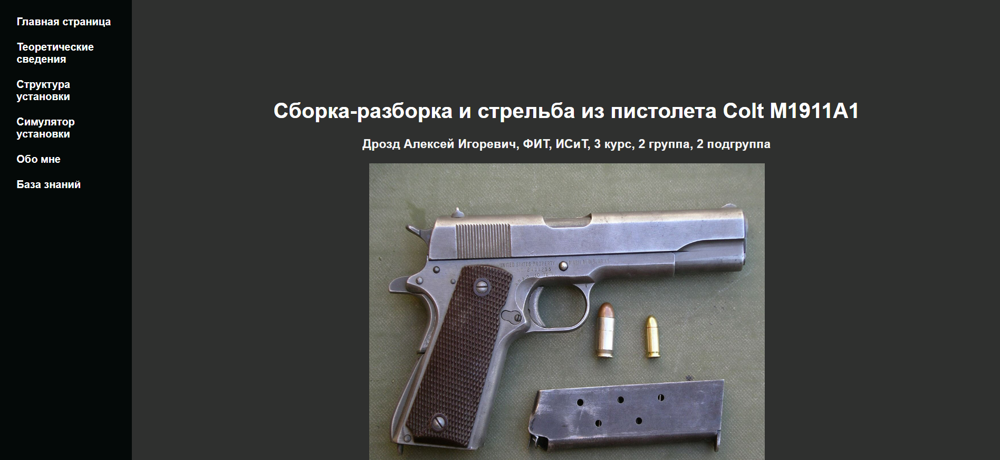 Главная страница
Теоретические
сведения
Структура
установки
Симулятор
установки
Обо мне
База знаний
Сборка-разборка и стрельба из пистолета Colt M1911A1
Дрозд Алексей Игоревич, ФИТ, ИСиТ, 3 курс, 2 группа, 2 подгруппа
UNITED STATES PROPERTY